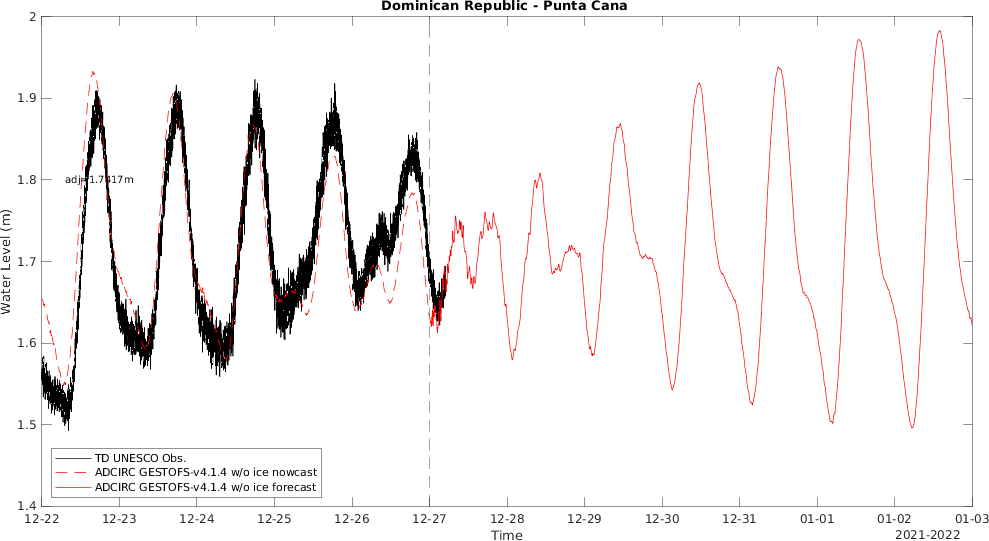 Dominican Republic - Punta Cana
2
1.9
1.8
1.7
1.6
1.5
1.4
Water Level (m)
adj=1.7417m
TD UNESCO Obs.
ADCIRC GESTOFS-v4.1.4 w/o ice nowcast
ADCIRC GESTOFS-v4.1.4 w/o ice forecast
12-22 12-23 12-24 12-25 12-26 12-27 12-28 12-29 12-30 12-31 01-01 01-02 01-03
Time
2021-2022